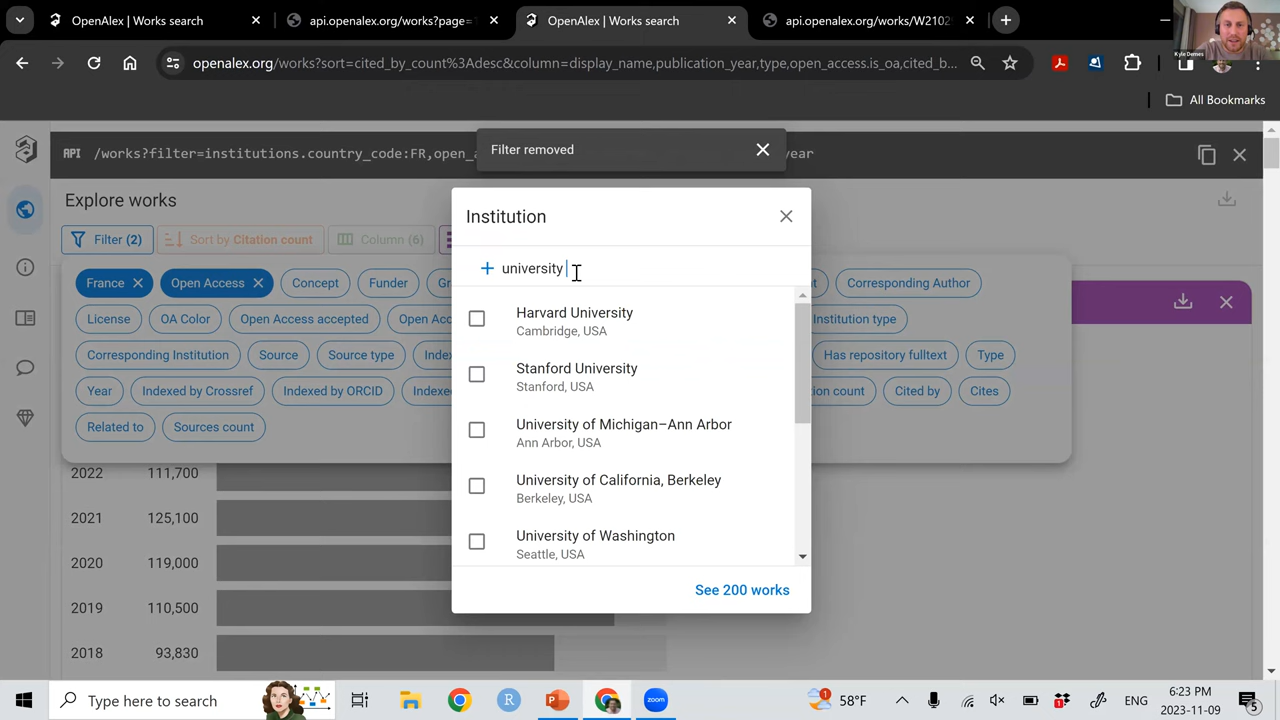 OpenAlex | Works search
api.openalex.org/works?page=
OpenAlex | Works search
api.openalex.org/works/W2102
Kyle Demes
openalex.org/works?sort=cited_by_count%3Adesc&column=display_name,publication_year,type,open_access.is_oa,cited_b...
All Bookmarks
API /works?filter=institutions.country_code:FR,open_a
year
Filter removed
Explore works
Filter (2)
Sort by Citation count
Column (6)
France
Open Access
Concept
Funder
Corresponding Author
License
OA Color
Open Access accepted
Institution type
Corresponding Institution
Source
Source type
Has repository fulltext
Type
Year
Indexed by Crossref
Indexed by ORCID
Cited by
Cites
Related to
Sources count
Institution
university
Harvard University
Cambridge, USA
Stanford University
Stanford, USA
University of Michigan–Ann Arbor
Ann Arbor, USA
University of California, Berkeley
Berkeley, USA
University of Washington
Seattle, USA
See 200 works
2022 111,700
2021 125,100
2020 119,000
2019 110,500
2018 93,830
Type here to search
1
58°F
2
ENG
6:23 PM
2023-11-09
5